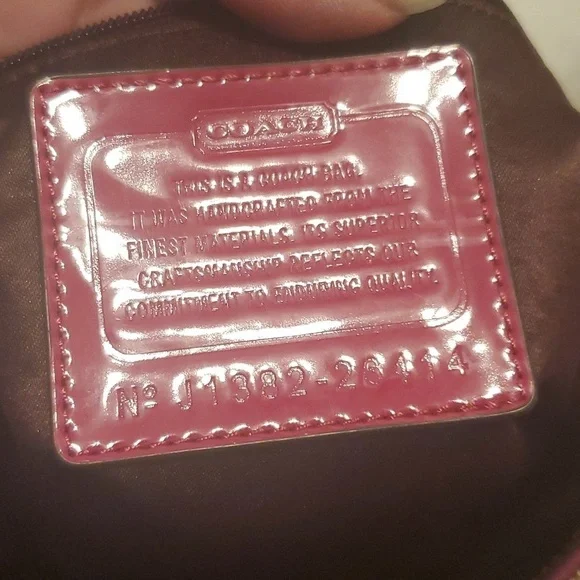 COACH
THIS IS A COACH BAG.
IT WAS HANDCRAFTED FROM THE
FINEST MATERIALS. ITS SUPERIOR
CRAFTSMANSHIP REFLECTS OUR
COMMITMENT TO ENDURING QUALITY.
Nº J1382-26414